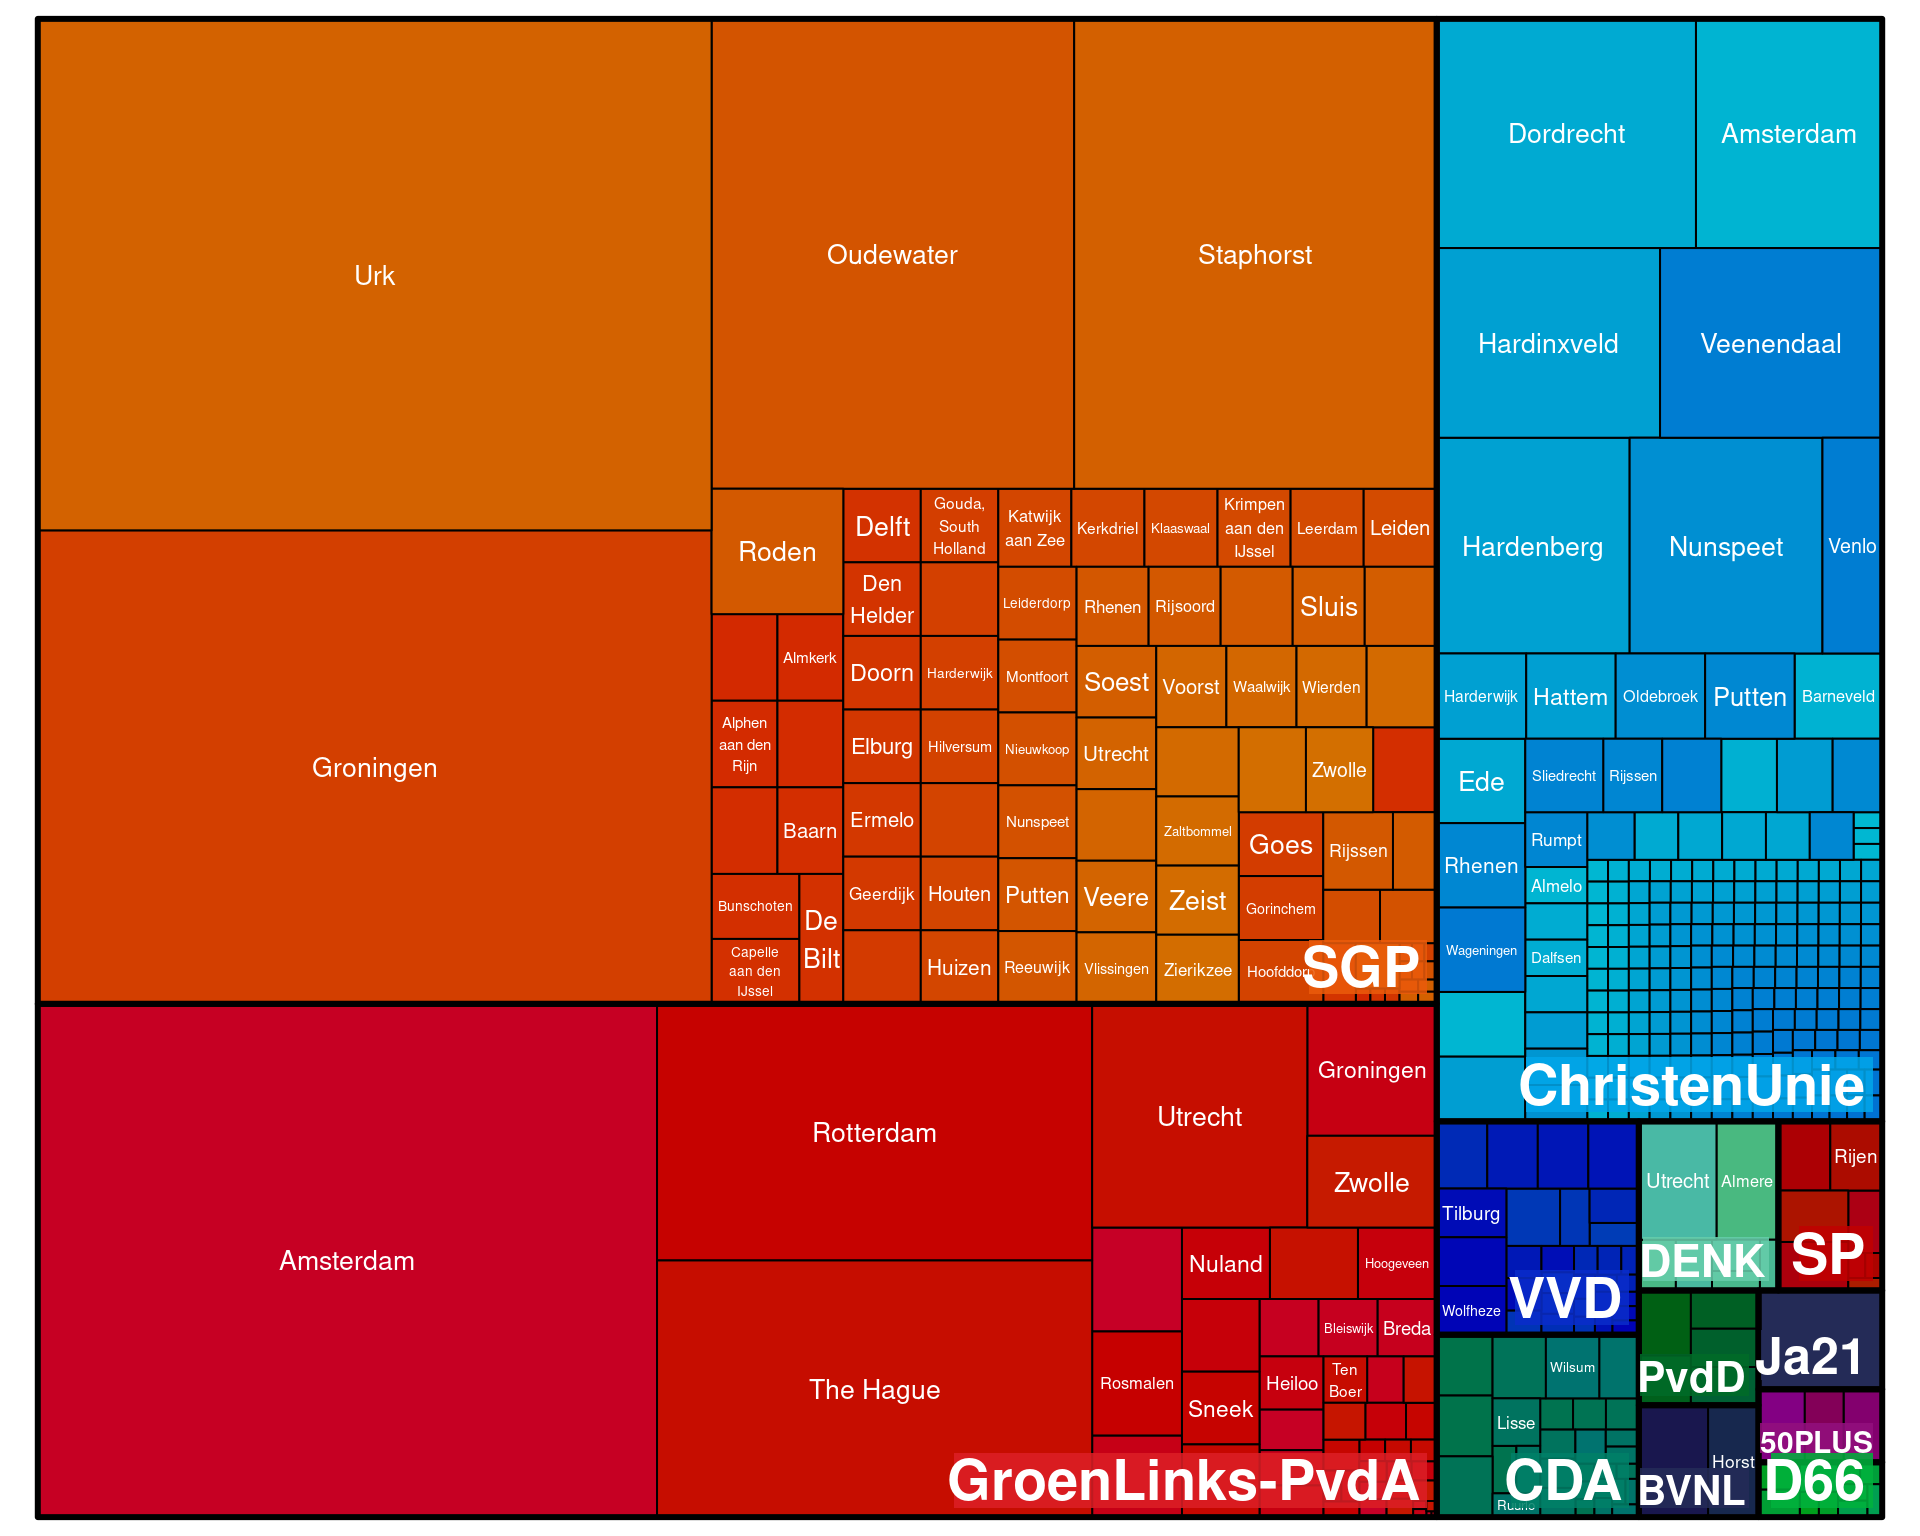 Urk
Oudewater
Staphorst
Groningen
Roden
Delft
Gouda,
South
Holland
Katwijk
aan Zee
Kerkdriel
Klaaswaal
Krimpen
aan den
IJssel
Leerdam
Leiden
Den
Helder
Leiderdorp
Rhenen
Rijsoord
Sluis
Almkerk
Doorn
Harderwijk
Montfoort
Soest
Voorst
Waalwijk
Wierden
Alphen
aan den
Rijn
Elburg
Hilversum
Nieuwkoop
Utrecht
Zwolle
Baarn
Ermelo
Nunspeet
Zaltbommel
Goes
Rijssen
Bunschoten
De
Bilt
Geerdijk
Houten
Putten
Veere
Zeist
Gorinchem
Capelle
aan den
IJssel
Huizen
Reeuwijk
Vlissingen
Zierikzee
SGP
Dordrecht
Amsterdam
Hardinxveld
Veenendaal
Hardenberg
Nunspeet
Venlo
Harderwijk
Hattem
Oldebroek
Putten
Barneveld
Ede
Sliedrecht
Rijssen
Rumpt
Rhenen
Almelo
Wageningen
Dalfsen
ChristenUnie
Amsterdam
Rotterdam
The Hague
Utrecht
Groningen
Zwolle
Nuland
Hoogeveen
Bleiswijk
Breda
Rosmalen
Heiloo
Ten
Boer
Sneek
GroenLinks-PvdA
Tilburg
Wolfheze
VVD
Utrecht
Almere
DENK
Rijen
SP
Wilsum
Lisse
CDA
PvdD
Ja21
Horst
BVNL
50PLUS
D66